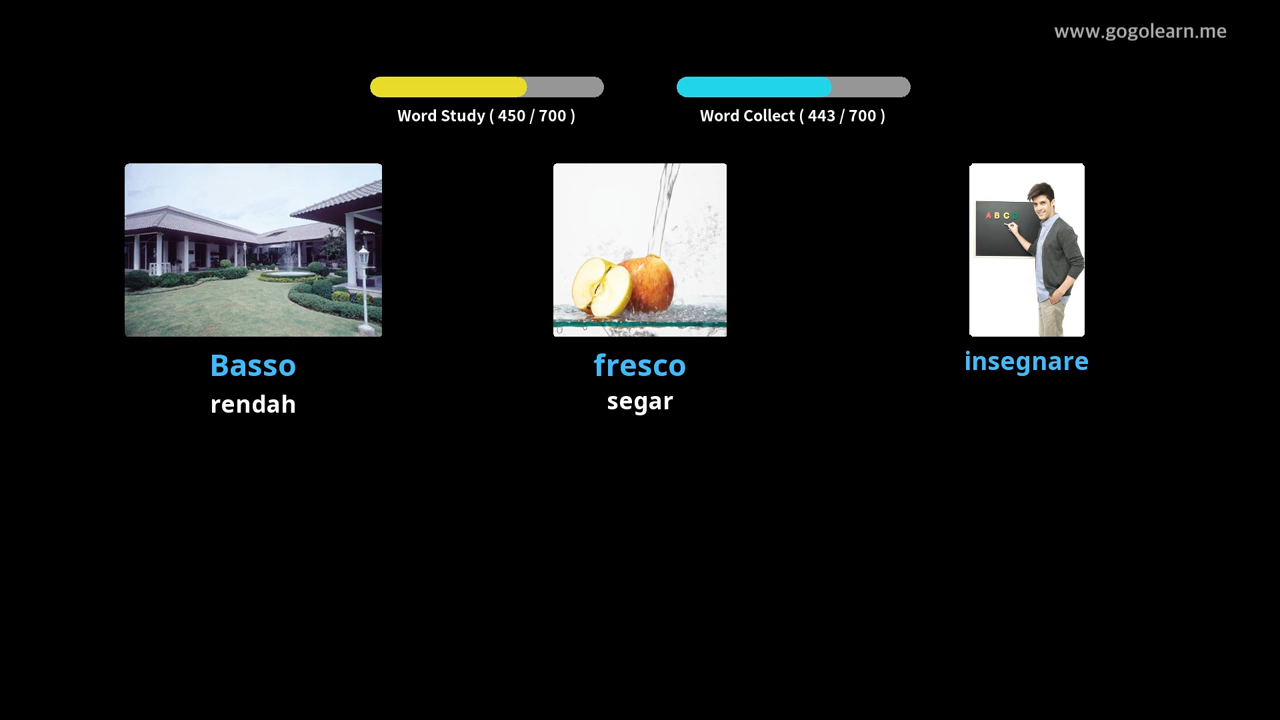 www.gogolearn.me
Word Study ( 450 / 700 )
Word Collect ( 443 / 700 )
A B C D
Basso
fresco
insegnare
rendah
segar